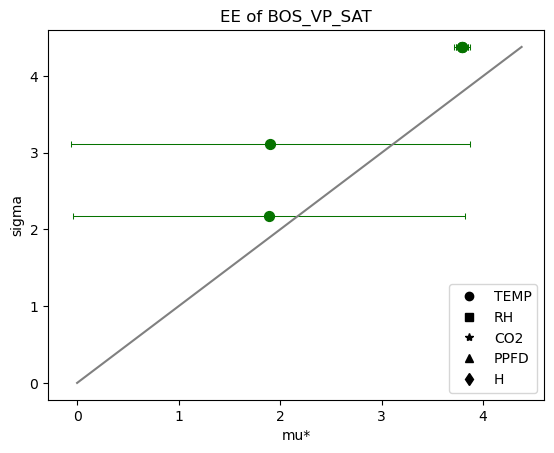 EE of BOS_VP_SAT
4
3
2
1
0
sigma
0
1
2
3
4
mu*
TEMP
RH
CO2
PPFD
H